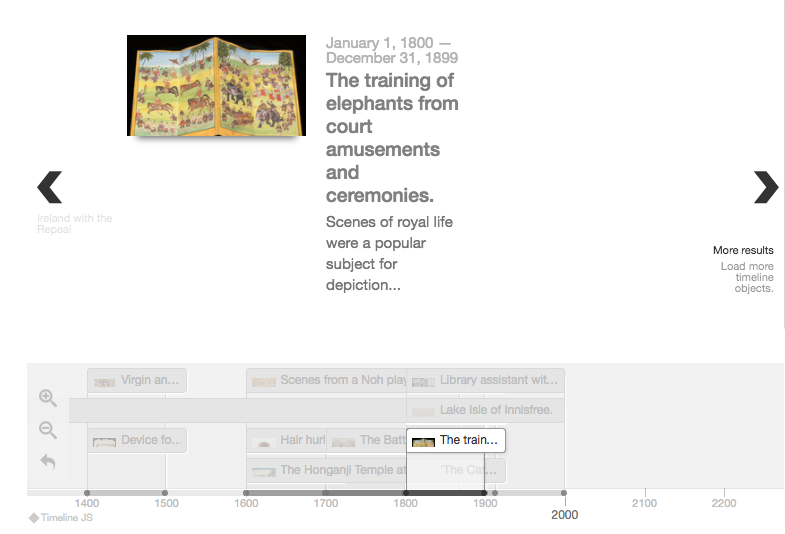 January 1, 1800 —
December 31, 1899
The training of
elephants from
court
amusements
and
ceremonies.
Scenes of royal life
were a popular
subject for
depiction...
Ireland with the
Repeal
More results
Load more
timeline
objects.
Virgin an...
Scenes from a Noh play
Library assistant wit...
Lake Isle of Innisfree.
Device fo...
Hair hurl
The Batt
The train...
The Honganji Temple at
'The Cat...
1400
1500
1600
1700
1800
1900
2000
2100
2200
Timeline JS